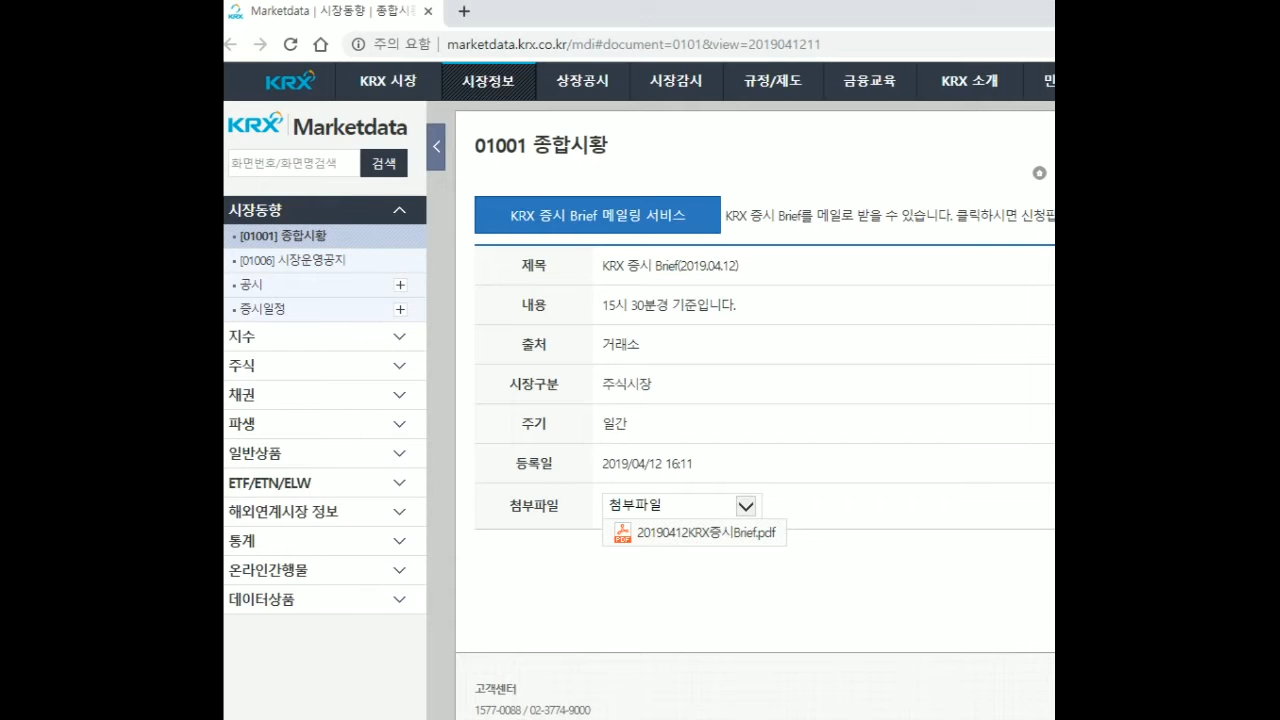 KRX Marketdata | 시장동향 | 종합시황
주의 요함 | marketdata.krx.co.kr/mdi#document=0101&view=2019041211
KRX KRX 시장 시장정보 상장공시 시장감시 규정/제도 금융교육 KRX 소개 민
KRX Marketdata
화면번호/화면명검색 검색
시장동향
[01001] 종합시황
[01006] 시장운영공지
공시
증시일정
지수
주식
채권
파생
일반상품
ETF/ETN/ELW
해외연계시장 정보
통계
온라인간행물
데이터상품
01001 종합시황
KRX 증시 Brief 메일링 서비스 KRX 증시 Brief를 메일로 받을 수 있습니다. 클릭하시면 신청팝
제목 KRX 증시 Brief(2019.04.12)
내용 15시 30분경 기준입니다.
출처 거래소
시장구분 주식시장
주기 일간
등록일 2019/04/12 16:11
첨부파일 첨부파일
PDF 20190412KRX증시Brief.pdf
고객센터
1577-0088 / 02-3774-9000